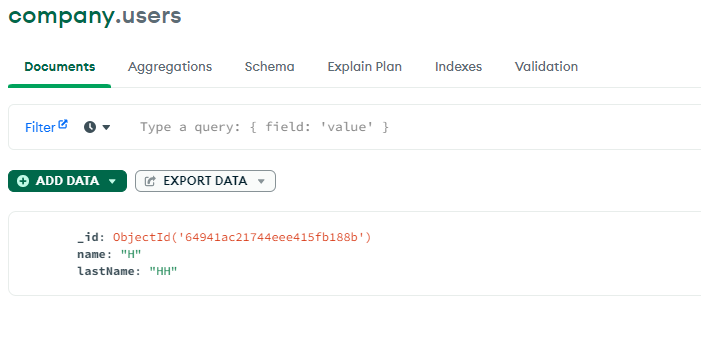 company.users
Documents Aggregations Schema Explain Plan Indexes Validation
Filter Type a query: { field: 'value' }
ADD DATA EXPORT DATA
_id: ObjectId('64941ac21744eee415fb188b')
name: "H"
lastName: "HH"